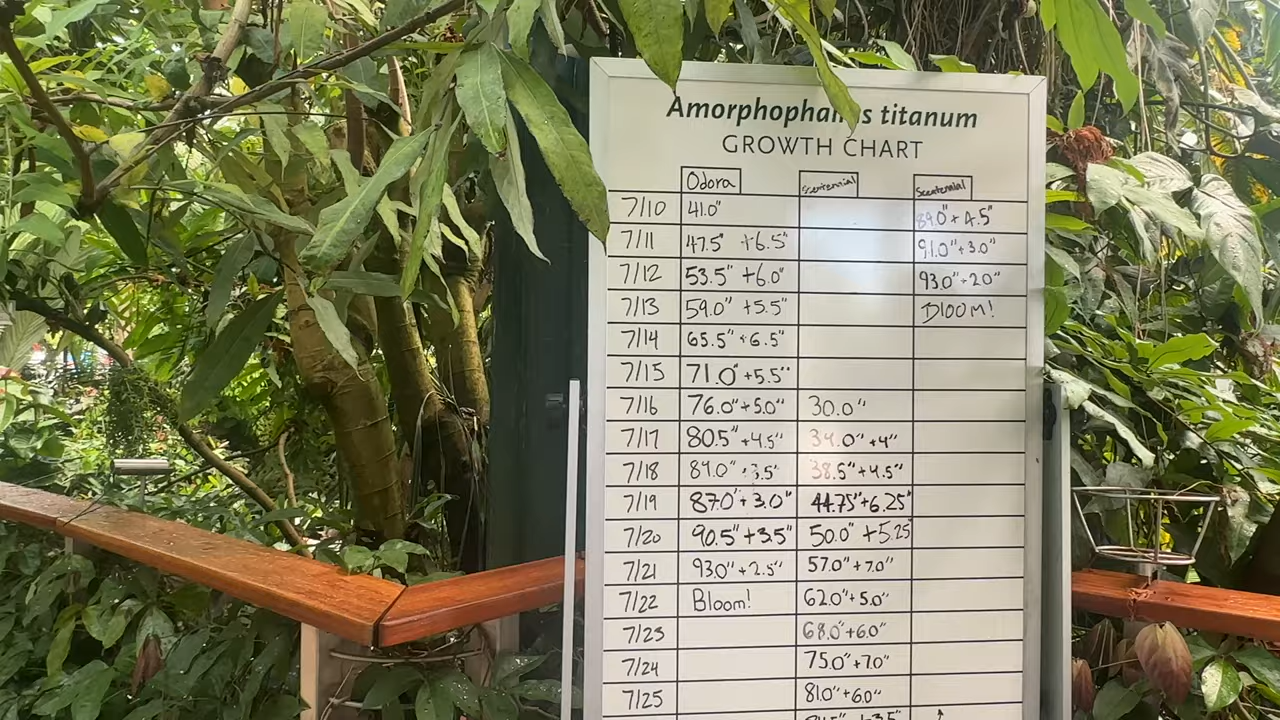 Amorphophallus titanum
GROWTH CHART
Odora Scentennial Scentennial
7/10 41.0" 89.0" + 4.5"
7/11 47.5" +6.5" 91.0" + 3.0"
7/12 53.5" +6.0" 93.0" + 2.0"
7/13 59.0" +5.5" Bloom!
7/14 65.5" +6.5"
7/15 71.0" +5.5"
7/16 76.0" +5.0" 30.0"
7/17 80.5" +4.5" 34.0" +4"
7/18 84.0" +3.5" 38.5" +4.5"
7/19 87.0" + 3.0" 44.75" +6.25"
7/20 90.5" +3.5" 50.0" +5.25"
7/21 93.0" +2.5" 57.0" +7.0"
7/22 Bloom! 62.0" +5.0"
7/23 68.0" +6.0"
7/24 75.0" +7.0"
7/25 81.0" +6.0"